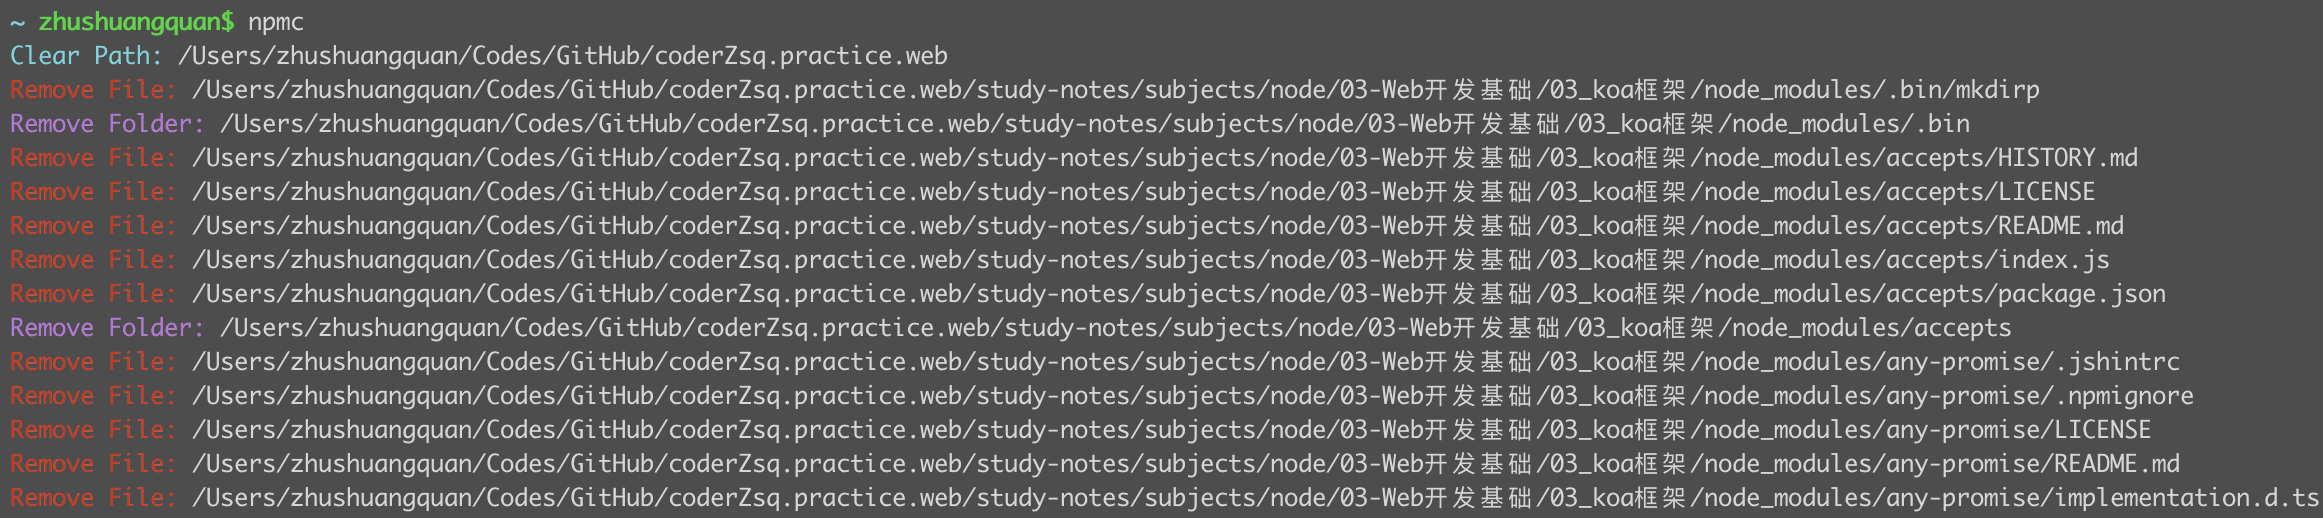 ~ zhushuangquan$ npmc
Clear Path: /Users/zhushuangquan/Codes/GitHub/coderZsq.practice.web
Remove File: /Users/zhushuangquan/Codes/GitHub/coderZsq.practice.web/study-notes/subjects/node/03-Web开发基础/03_koa框架/node_modules/.bin/mkdirp
Remove Folder: /Users/zhushuangquan/Codes/GitHub/coderZsq.practice.web/study-notes/subjects/node/03-Web开发基础/03_koa框架/node_modules/.bin
Remove File: /Users/zhushuangquan/Codes/GitHub/coderZsq.practice.web/study-notes/subjects/node/03-Web开发基础/03_koa框架/node_modules/accepts/HISTORY.md
Remove File: /Users/zhushuangquan/Codes/GitHub/coderZsq.practice.web/study-notes/subjects/node/03-Web开发基础/03_koa框架/node_modules/accepts/LICENSE
Remove File: /Users/zhushuangquan/Codes/GitHub/coderZsq.practice.web/study-notes/subjects/node/03-Web开发基础/03_koa框架/node_modules/accepts/README.md
Remove File: /Users/zhushuangquan/Codes/GitHub/coderZsq.practice.web/study-notes/subjects/node/03-Web开发基础/03_koa框架/node_modules/accepts/index.js
Remove File: /Users/zhushuangquan/Codes/GitHub/coderZsq.practice.web/study-notes/subjects/node/03-Web开发基础/03_koa框架/node_modules/accepts/package.json
Remove Folder: /Users/zhushuangquan/Codes/GitHub/coderZsq.practice.web/study-notes/subjects/node/03-Web开发基础/03_koa框架/node_modules/accepts
Remove File: /Users/zhushuangquan/Codes/GitHub/coderZsq.practice.web/study-notes/subjects/node/03-Web开发基础/03_koa框架/node_modules/any-promise/.jshintrc
Remove File: /Users/zhushuangquan/Codes/GitHub/coderZsq.practice.web/study-notes/subjects/node/03-Web开发基础/03_koa框架/node_modules/any-promise/.npmignore
Remove File: /Users/zhushuangquan/Codes/GitHub/coderZsq.practice.web/study-notes/subjects/node/03-Web开发基础/03_koa框架/node_modules/any-promise/LICENSE
Remove File: /Users/zhushuangquan/Codes/GitHub/coderZsq.practice.web/study-notes/subjects/node/03-Web开发基础/03_koa框架/node_modules/any-promise/README.md
Remove File: /Users/zhushuangquan/Codes/GitHub/coderZsq.practice.web/study-notes/subjects/node/03-Web开发基础/03_koa框架/node_modules/any-promise/implementation.d.ts